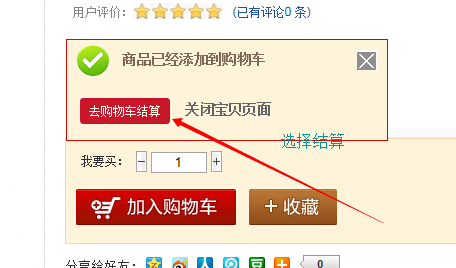 用户评价: (已有评论0 条)
商品已经添加到购物车
去购物车结算 关闭宝贝页面
选择结算
我要买: - 1 +
加入购物车 + 收藏
分享给好友: 0